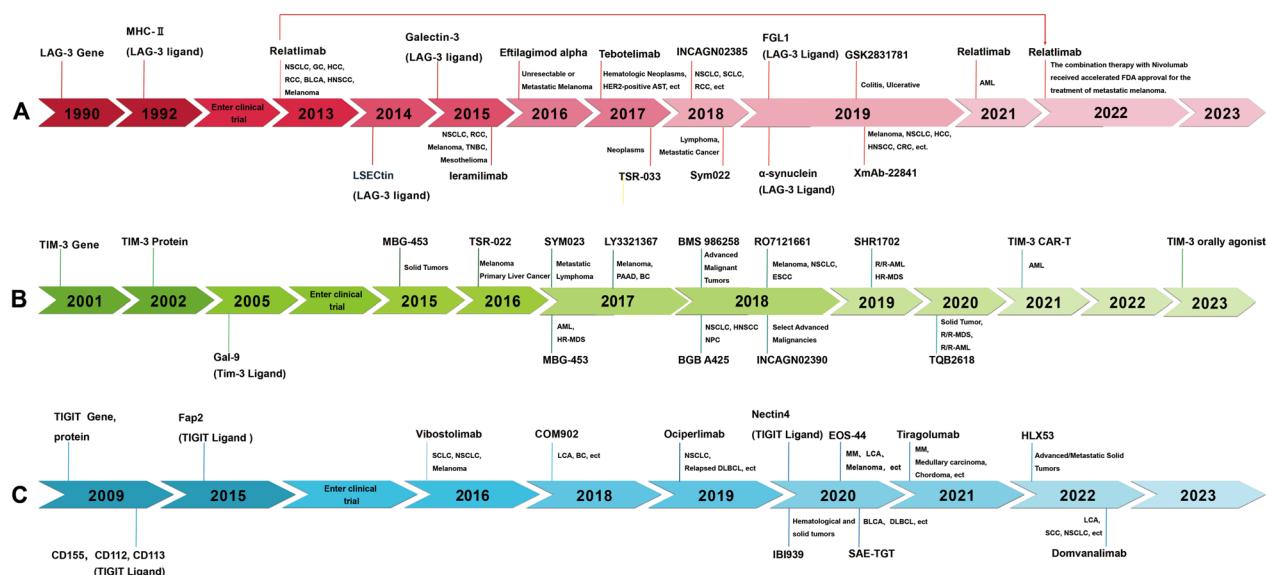 LAG-3 Gene
MHC-Ⅱ
(LAG-3 ligand)
Relatlimab
NSCLC, GC, HCC,
RCC, BLCA, HNSCC,
Melanoma
Galectin-3
(LAG-3 ligand)
Eftilagimod alpha
Unresectable or
Metastatic Melanoma
Tebotelimab
Hematologic Neoplasms,
HER2-positive AST, ect
INCAGN02385
NSCLC, SCLC,
RCC, ect
FGL1
(LAG-3 Ligand)
GSK2831781
Colitis, Ulcerative
Relatlimab
AML
Relatlimab
The combination therapy with Nivolumab
received accelerated FDA approval for the
treatment of metastatic melanoma.
A
1990
1992
Enter clinical
trial
2013
2014
2015
2016
2017
2018
2019
2021
2022
2023
LSECtin
(LAG-3 ligand)
NSCLC, RCC,
Melanoma, TNBC,
Mesothelioma
Ieramilimab
Neoplasms
TSR-033
Lymphoma,
Metastatic Cancer
Sym022
α-synuclein
(LAG-3 Ligand)
Melanoma, NSCLC, HCC,
HNSCC, CRC, ect.
XmAb-22841
TIM-3 Gene
TIM-3 Protein
MBG-453
Solid Tumors
TSR-022
Melanoma
Primary Liver Cancer
SYM023
Metastatic
Lymphoma
LY3321367
Melanoma,
PAAD, BC
BMS 986258
Advanced
Malignant
Tumors
RO7121661
Melanoma, NSCLC,
ESCC
SHR1702
R/R-AML
HR-MDS
TIM-3 CAR-T
AML
TIM-3 orally agonist
B
2001
2002
2005
Enter clinical
trial
2015
2016
2017
2018
2019
2020
2021
2022
2023
Gal-9
(Tim-3 Ligand)
AML,
HR-MDS
MBG-453
NSCLC, HNSCC
NPC
BGB A425
Select Advanced
Malignancies
INCAGN02390
Solid Tumor,
R/R-MDS,
R/R-AML
TQB2618
TIGIT Gene,
protein
Fap2
(TIGIT Ligand )
Vibostolimab
SCLC, NSCLC,
Melanoma
COM902
LCA, BC, ect
Ociperlimab
NSCLC,
Relapsed DLBCL, ect
Nectin4
(TIGIT Ligand)
EOS-44
MM、LCA,
Melanoma, ect
Tiragolumab
MM,
Medullary carcinoma,
Chordoma, ect
HLX53
Advanced/Metastatic Solid
Tumors
C
2009
2015
Enter clinical
trial
2016
2018
2019
2020
2021
2022
2023
CD155, CD112, CD113
(TIGIT Ligand)
Hematological and
solid tumors
IBI939
BLCA、DLBCL, ect
SAE-TGT
LCA,
SCC, NSCLC, ect
Domvanalimab